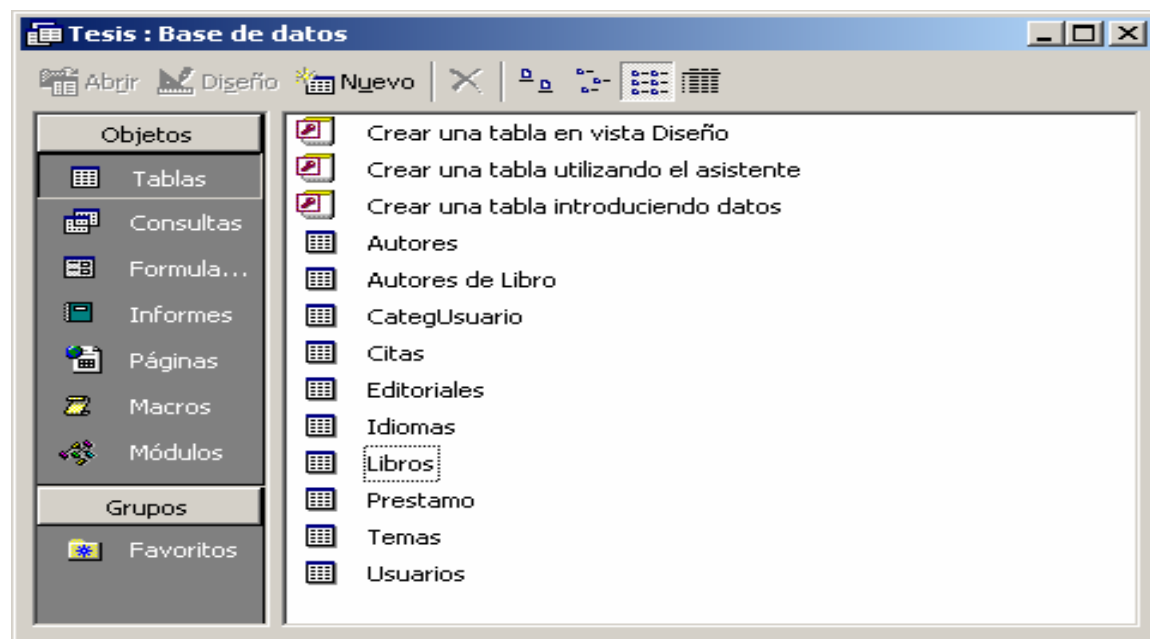 Tesis : Base de datos
Abrir Diseño Nuevo
Objetos
Tablas
Consultas
Formula...
Informes
Páginas
Macros
Módulos
Grupos
Favoritos
Crear una tabla en vista Diseño
Crear una tabla utilizando el asistente
Crear una tabla introduciendo datos
Autores
Autores de Libro
CategUsuario
Citas
Editoriales
Idiomas
Libros
Prestamo
Temas
Usuarios